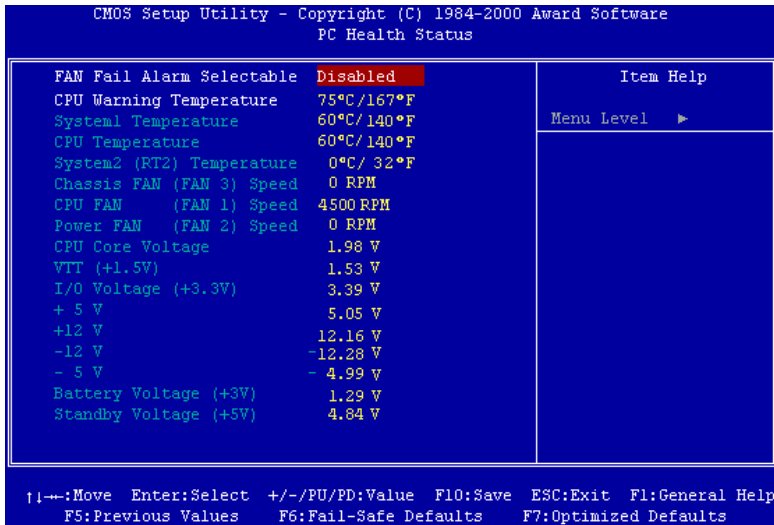 CMOS Setup Utility - Copyright (C) 1984-2000 Award Software
PC Health Status
FAN Fail Alarm Selectable Disabled
CPU Warning Temperature 75°C/167°F
System1 Temperature 60°C/140°F
CPU Temperature 60°C/140°F
System2 (RT2) Temperature 0°C/ 32°F
Chassis FAN (FAN 3) Speed 0 RPM
CPU FAN (FAN 1) Speed 4500 RPM
Power FAN (FAN 2) Speed 0 RPM
CPU Core Voltage 1.98 V
VTT (+1.5V) 1.53 V
I/O Voltage (+3.3V) 3.39 V
+ 5 V 5.05 V
+12 V 12.16 V
-12 V -12.28 V
- 5 V - 4.99 V
Battery Voltage (+3V) 1.29 V
Standby Voltage (+5V) 4.84 V
Item Help
Menu Level ►
↑↓→←:Move Enter:Select +/-/PU/PD:Value F10:Save ESC:Exit F1:General Help
F5:Previous Values F6:Fail-Safe Defaults F7:Optimized Defaults